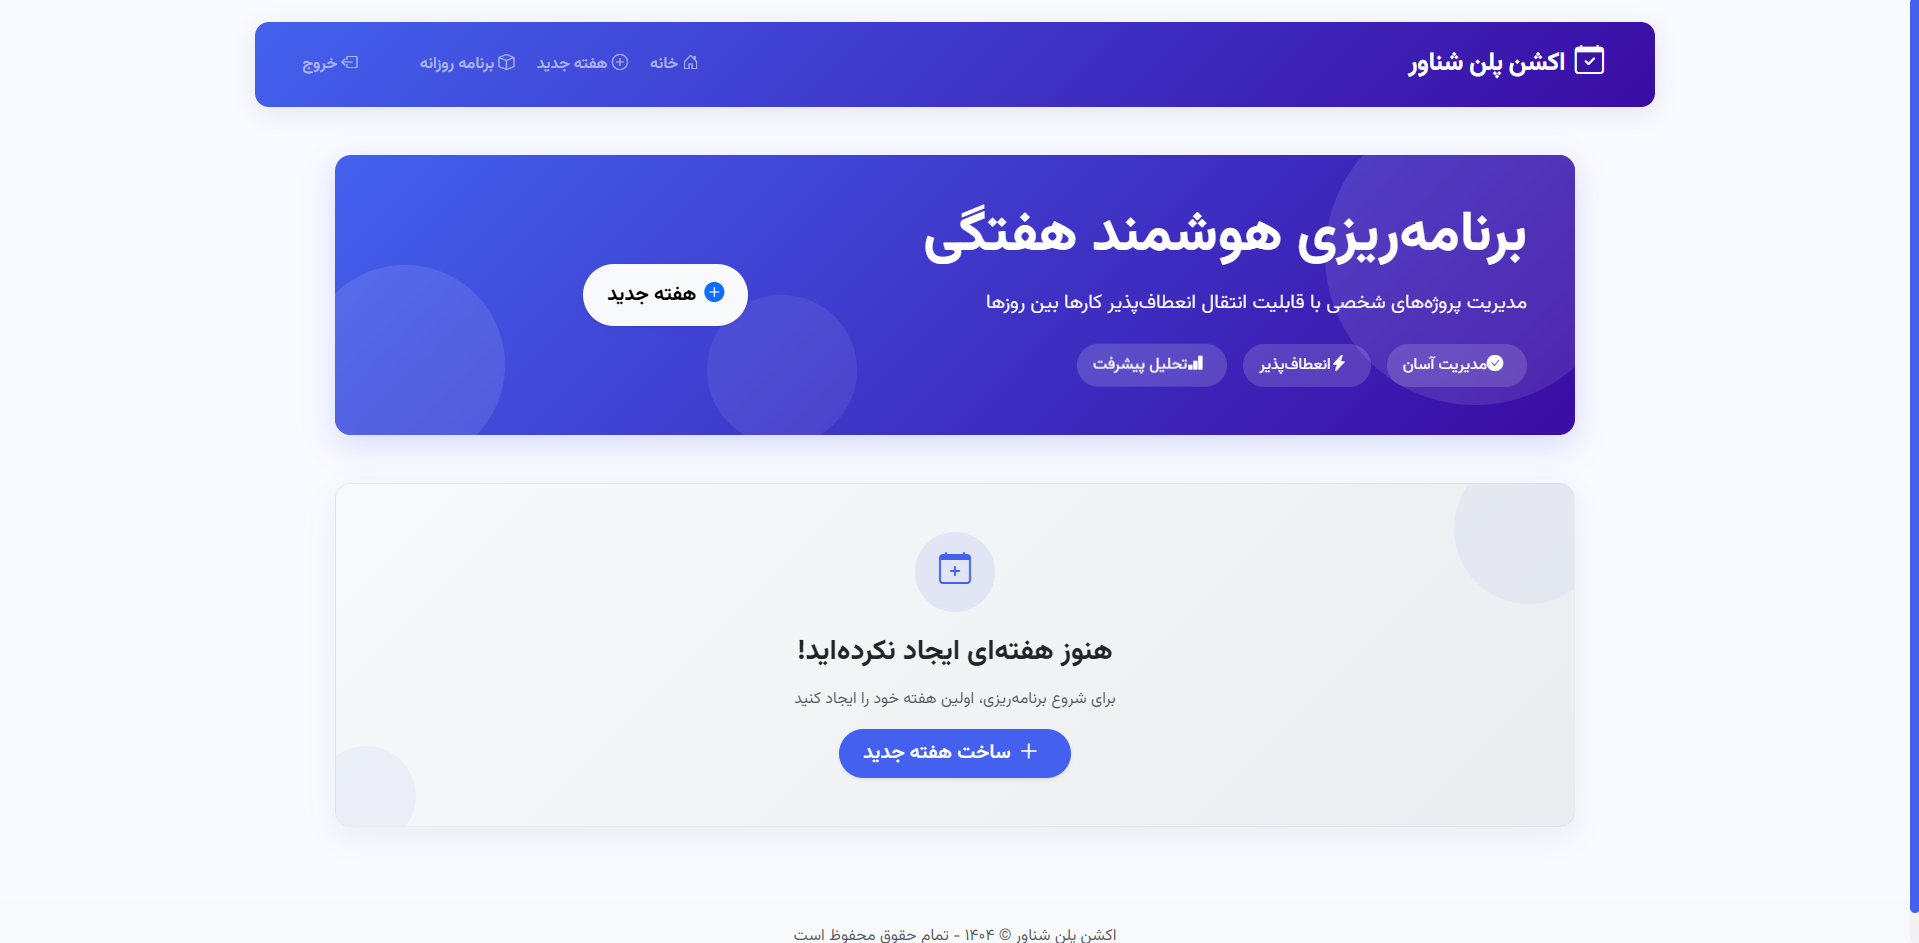 اکشن پلن شناور
خانه
هفته جدید
برنامه روزانه
خروج
برنامه‌ریزی هوشمند هفتگی
مدیریت پروژه‌های شخصی با قابلیت انتقال انعطاف‌پذیر کارها بین روزها
مدیریت آسان
انعطاف‌پذیر
تحلیل پیشرفت
هفته جدید
هنوز هفته‌ای ایجاد نکرده‌اید!
برای شروع برنامه‌ریزی، اولین هفته خود را ایجاد کنید
ساخت هفته جدید
اکشن پلن شناور © ۱۴۰۴ - تمام حقوق محفوظ است